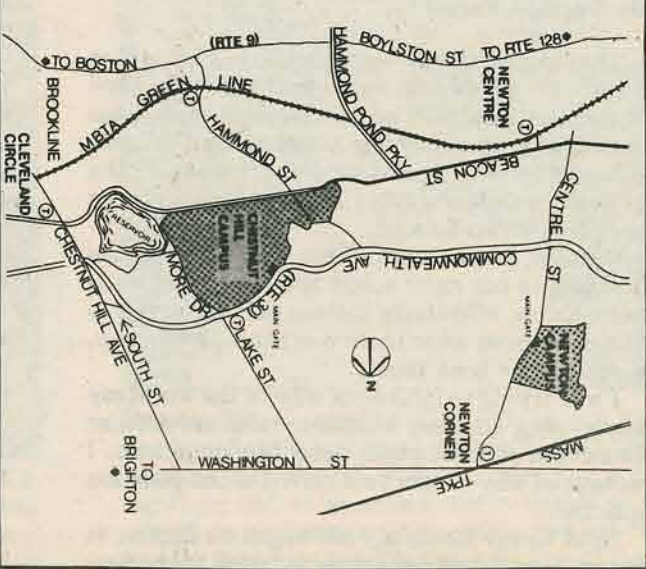 (RTE 9)
BOYLSTON ST TO RTE 128
TO BOSTON
HAMMOND POND PKY
NEWTON
CENTRE
BROOKLINE
MBTA GREEN LINE
T
T
HAMMOND ST
BEACON ST
CLEVELAND
CIRCLE
T
RESERVOIR
CHESTNUT
HILL
CAMPUS
CENTRE ST
COMMONWEALTH AVE
(RTE 30)
MORE DR
MAIN GATE
T
LAKE ST
CHESTNUT HILL AVE
SOUTH ST
N
MAIN GATE
NEWTON
CAMPUS
NEWTON
CORNER
T
MASS
TPKE
WASHINGTON ST
TO
BRIGHTON